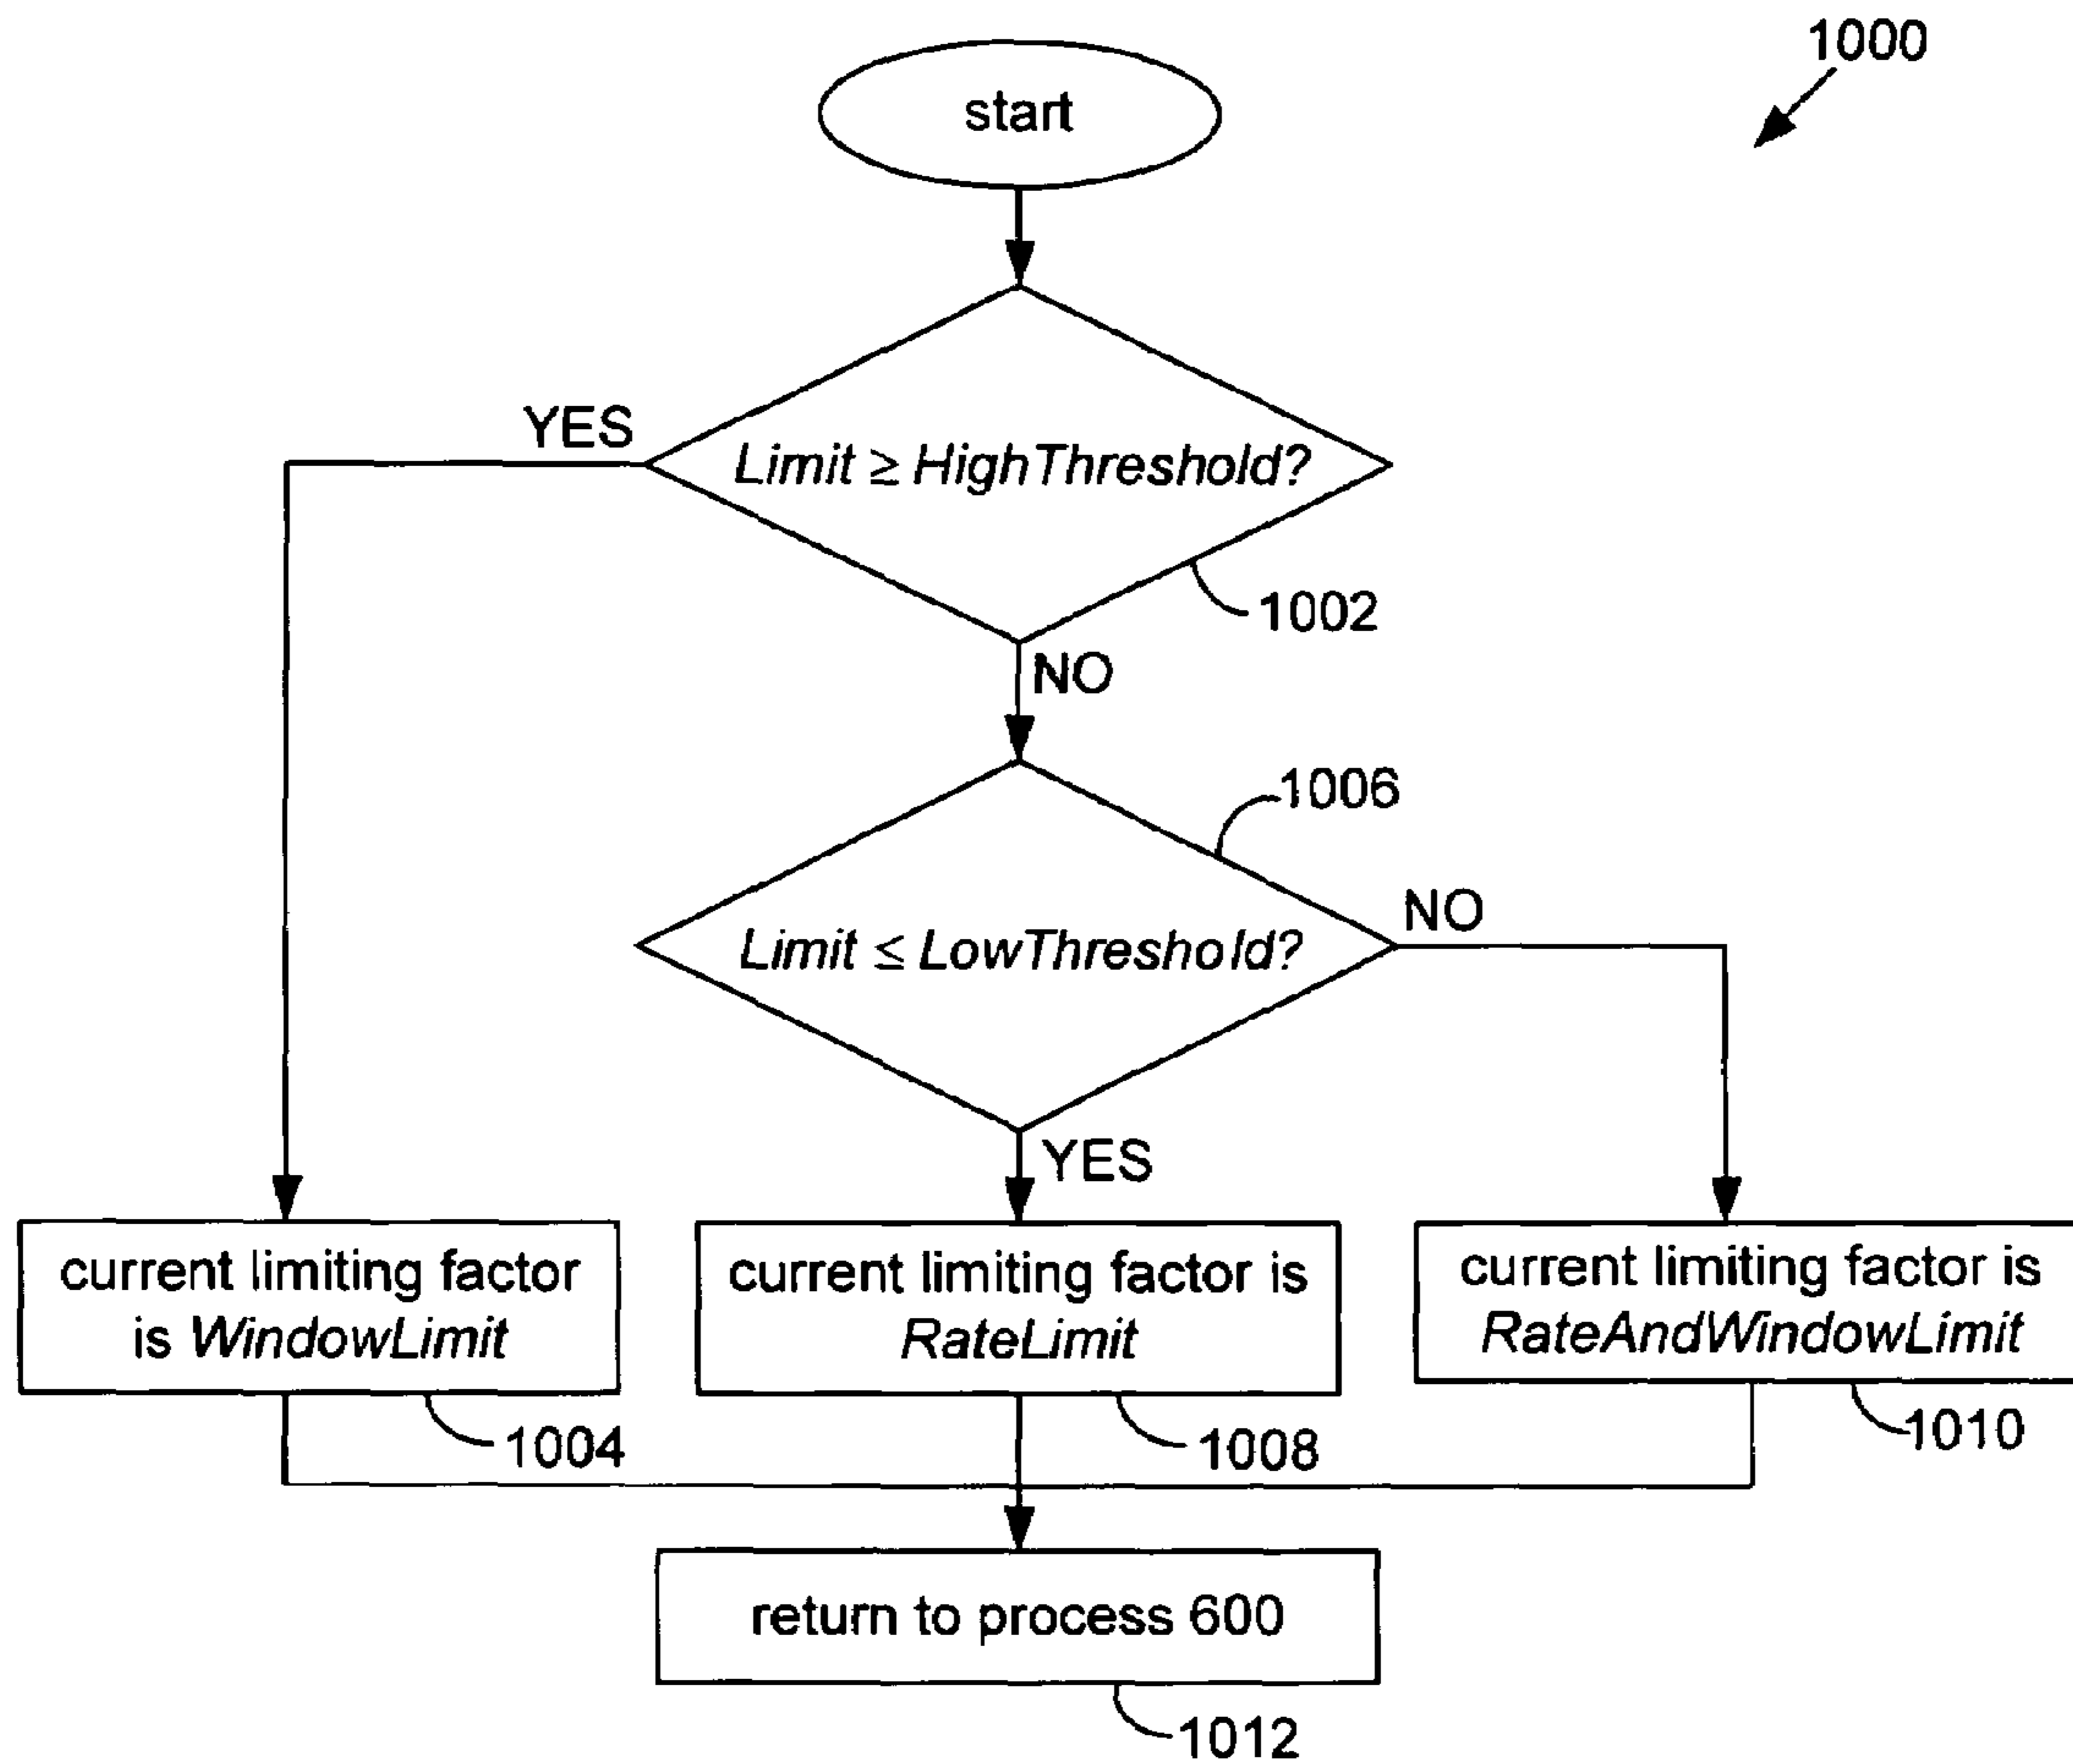 1000
start
YES
Limit ≥ HighThreshold?
1002
NO
1006
NO
Limit ≤ LowThreshold?
YES
current limiting factor
is WindowLimit
current limiting factor is
RateLimit
current limiting factor is
RateAndWindowLimit
1004
1008
1010
return to process 600
1012